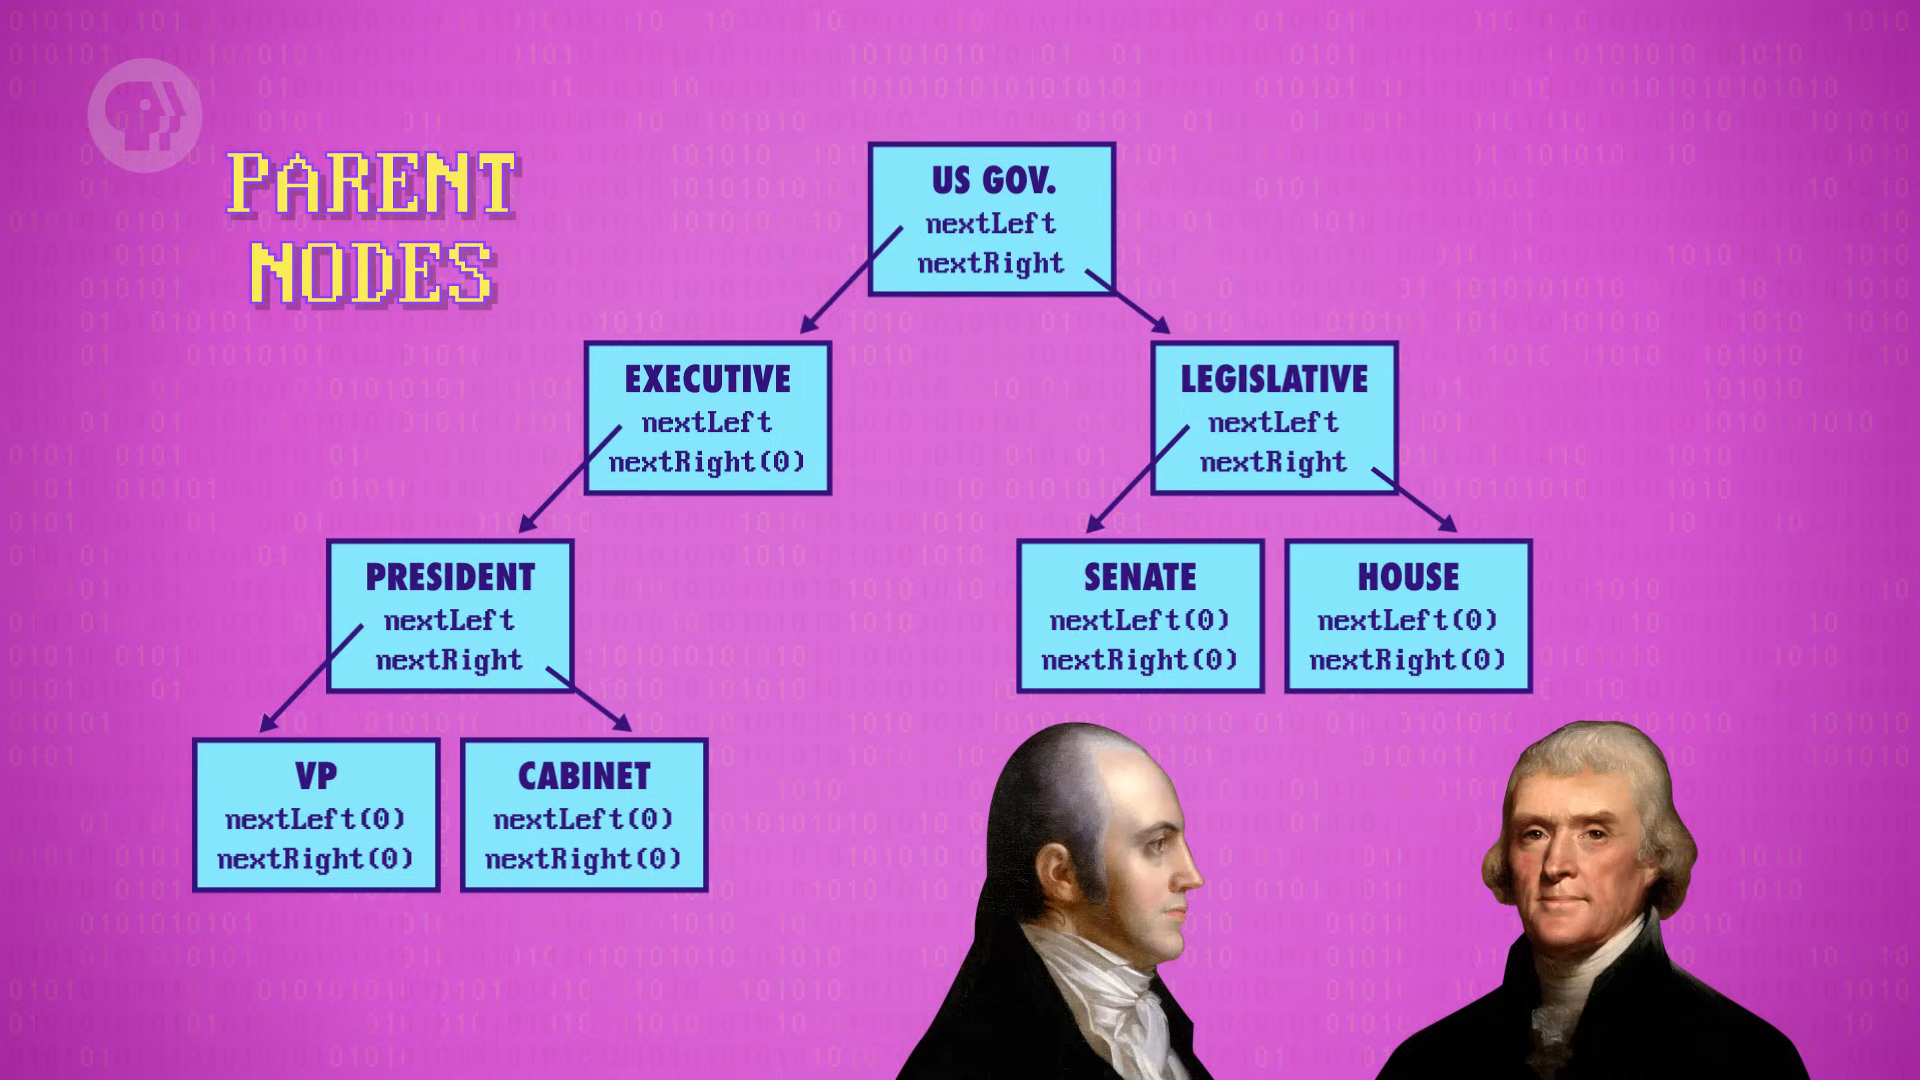 PARENT
NODES
US GOV.
nextLeft
nextRight
EXECUTIVE
nextLeft
nextRight(0)
LEGISLATIVE
nextLeft
nextRight
PRESIDENT
nextLeft
nextRight
SENATE
nextLeft(0)
nextRight(0)
HOUSE
nextLeft(0)
nextRight(0)
VP
nextLeft(0)
nextRight(0)
CABINET
nextLeft(0)
nextRight(0)